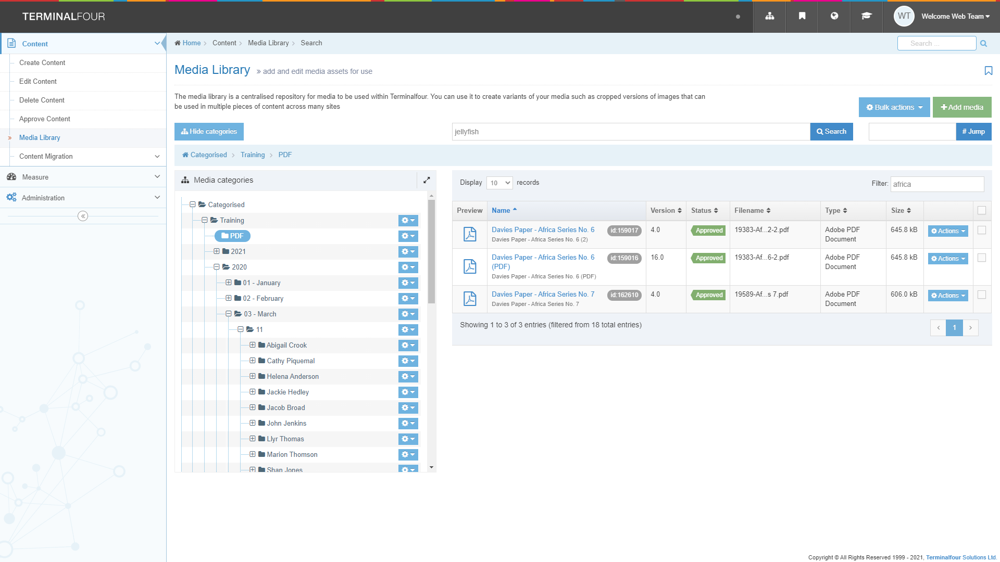 TERMINALFOUR
WT
Welcome Web Team
Content
Home
Content
Media Library
Search
Search ...
Create Content
Edit Content
Delete Content
Approve Content
Media Library
Content Migration
Measure
Administration
Media Library
» add and edit media assets for use
The media library is a centralised repository for media to be used within Terminalfour. You can use it to create variants of your media such as cropped versions of images that can
be used in multiple pieces of content across many sites
Bulk actions
Add media
Hide categories
jellyfish
Search
# Jump
Categorised
Training
PDF
Media categories
Categorised
Training
PDF
2021
2020
01 - January
02 - February
03 - March
11
Abigail Crook
Cathy Piquemal
Helena Anderson
Jackie Hedley
Jacob Broad
John Jenkins
Llyr Thomas
Marion Thomson
Shan Jones
Display 10 records
Filter: africa
Preview Name Version Status Filename Type Size
Davies Paper - Africa Series No. 6 id:159017 4.0 Approved 19383-Af...2-2.pdf Adobe PDF 645.8 kB Actions
Davies Paper - Africa Series No. 6 (2) Document
Davies Paper - Africa Series No. 6 id:159016 16.0 Approved 19383-Af...6-2.pdf Adobe PDF 645.8 kB Actions
(PDF) Document
Davies Paper - Africa Series No. 6 (PDF)
Davies Paper - Africa Series No. 7 id:162610 4.0 Approved 19589-Af...s 7.pdf Adobe PDF 606.0 kB Actions
Davies Paper - Africa Series No. 7 Document
Showing 1 to 3 of 3 entries (filtered from 18 total entries)
1
Copyright © All Rights Reserved 1999 - 2021, Terminalfour Solutions Ltd.